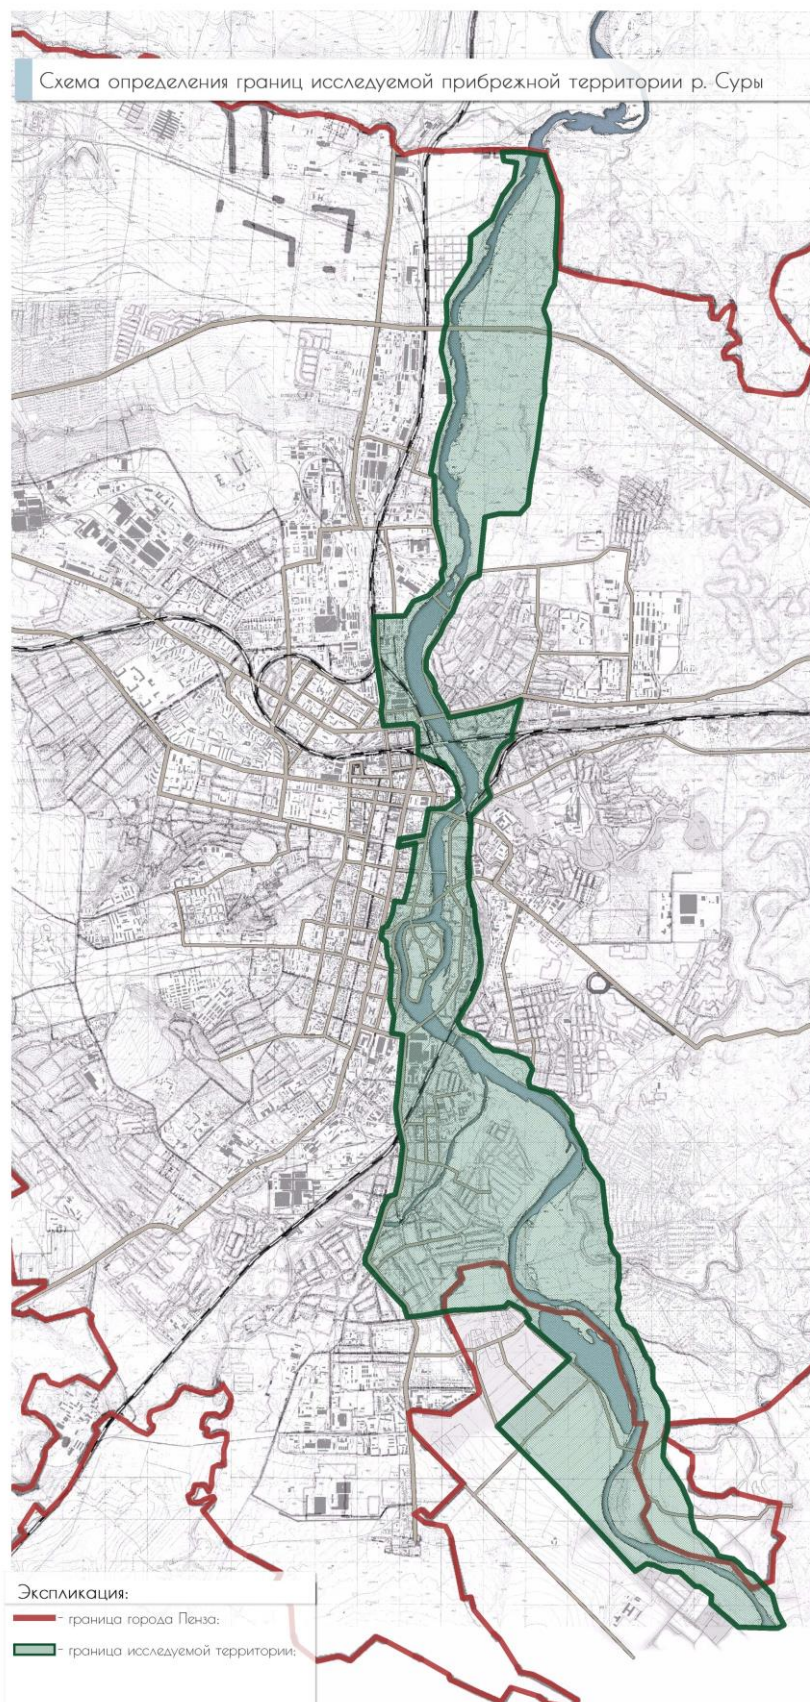 Схема определения границ исследуемой прибрежной территории р. Суры
Экспликация:
- граница города Пенза;
- граница исследуемой территории;